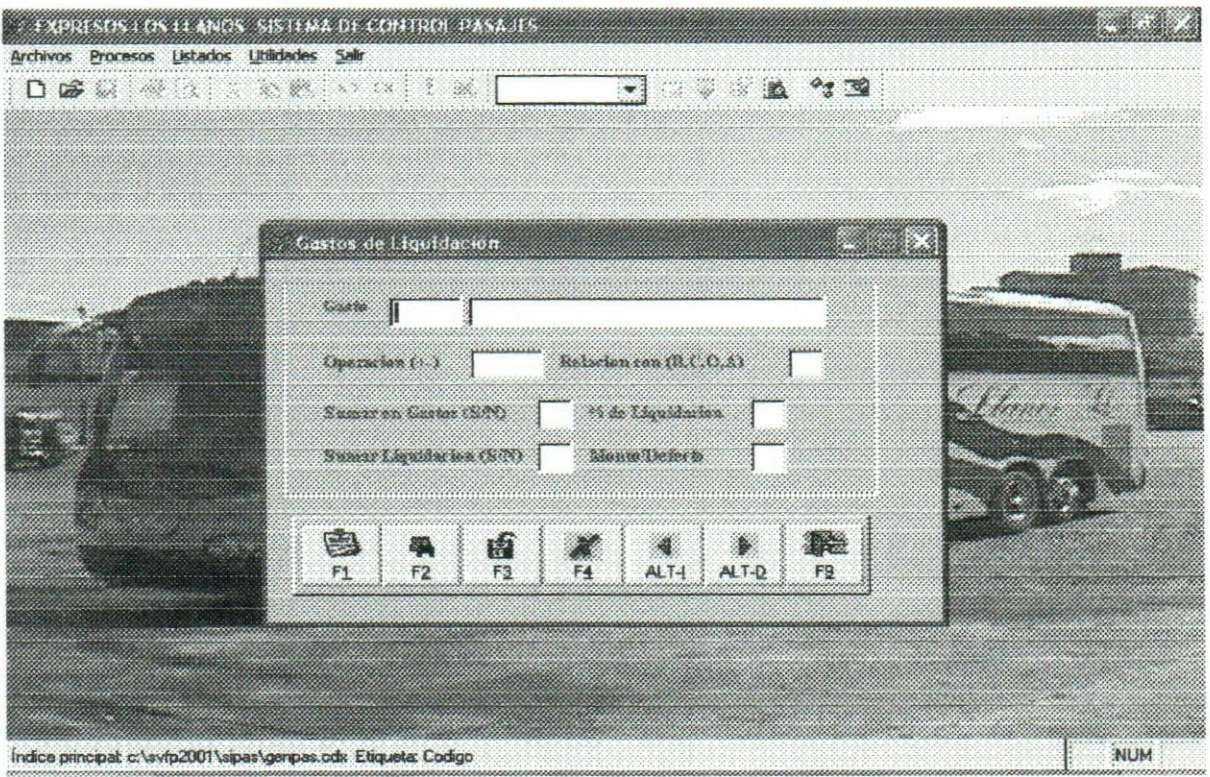 EXPRESOS LOS LLANOS SISTEMA DE CONTROL PASAJES
Archivos Procesos Listados Utilidades Salir
Gastos de Liquidación
Gasto
Operacion (+-) Relacion con (B,C,O,A)
Sumar en Gastos (S/N) % de Liquidacion
Sumar Liquidacion (S/N) Monto/Defecto
Llanos
F1 F2 F3 F4 ALT-I ALT-D F9
Índice principal: c:\svfp2001\sipas\genpas.cdx Etiqueta: Codigo NUM